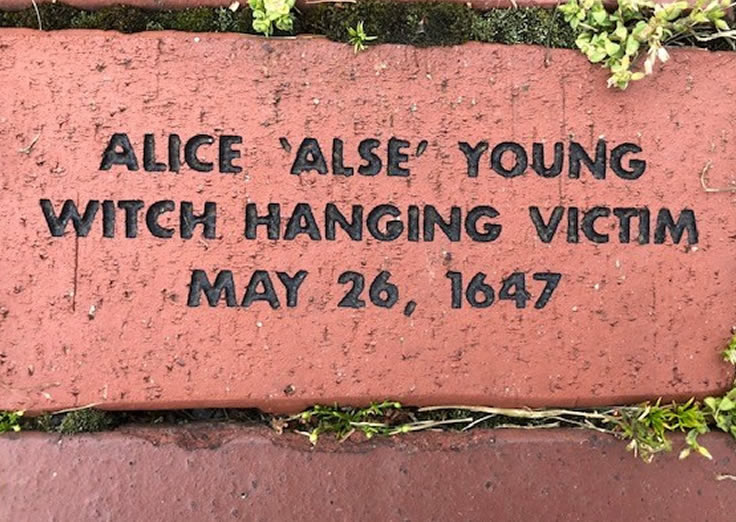 ALICE 'ALSE' YOUNG
WITCH HANGING VICTIM
MAY 26, 1647